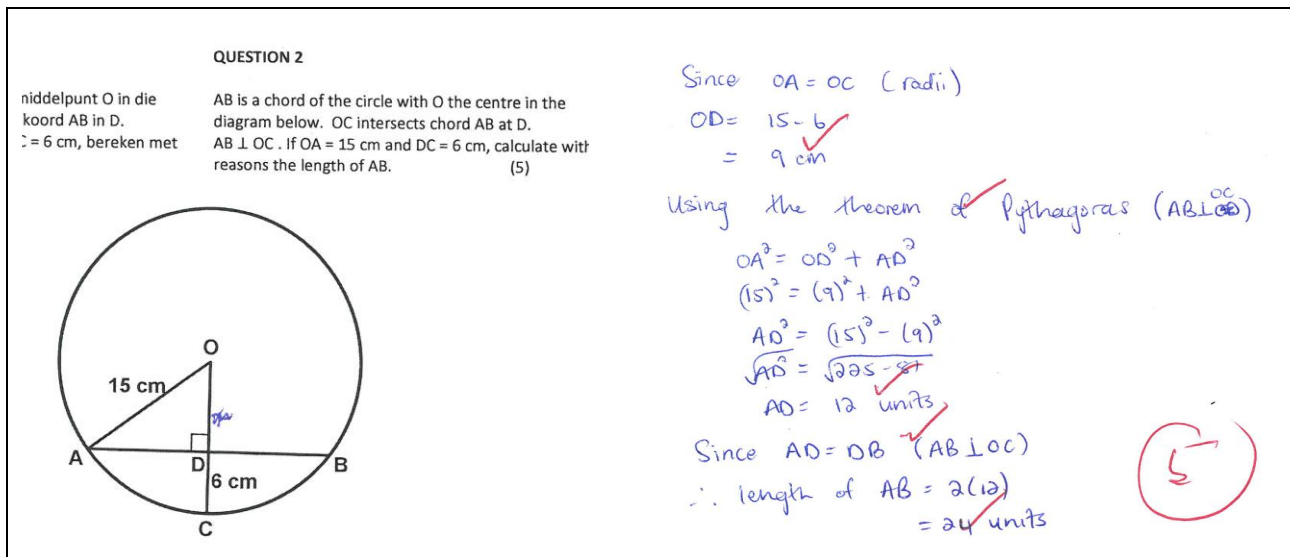 QUESTION 2
niddelpunt O in die
koord AB in D.
C = 6 cm, bereken met
AB is a chord of the circle with O the centre in the
diagram below. OC intersects chord AB at D.
AB ⊥ OC . If OA = 15 cm and DC = 6 cm, calculate with
reasons the length of AB. (5)
O
15 cm
A
D
B
6 cm
C
Since OA = OC (radii)
OD = 15 - 6
= 9 cm
Using the theorem of Pythagoras (AB⊥OC)
OA² = OD² + AD²
(15)² = (9)² + AD²
AD² = (15)² - (9)²
√AD² = √225 - 81
AD = 12 units
Since AD = DB (AB ⊥ OC)
∴ length of AB = 2(12)
= 24 units
5